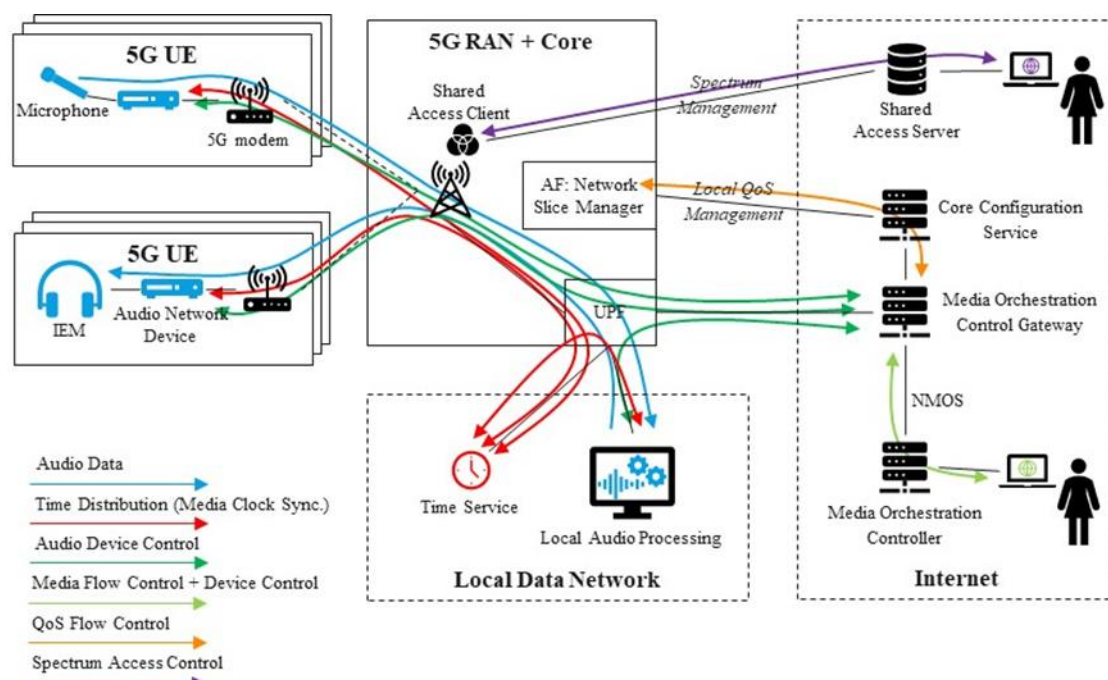 5G UE
Microphone
5G modem
5G UE
IEM
Audio Network
Device
5G RAN + Core
Shared
Access Client
AF: Network
Slice Manager
UPF
Spectrum
Management
Local QoS
Management
Shared
Access Server
Core Configuration
Service
Media Orchestration
Control Gateway
NMOS
Media Orchestration
Controller
Internet
Time Service
Local Audio Processing
Local Data Network
Audio Data
Time Distribution (Media Clock Sync.)
Audio Device Control
Media Flow Control + Device Control
QoS Flow Control
Spectrum Access Control